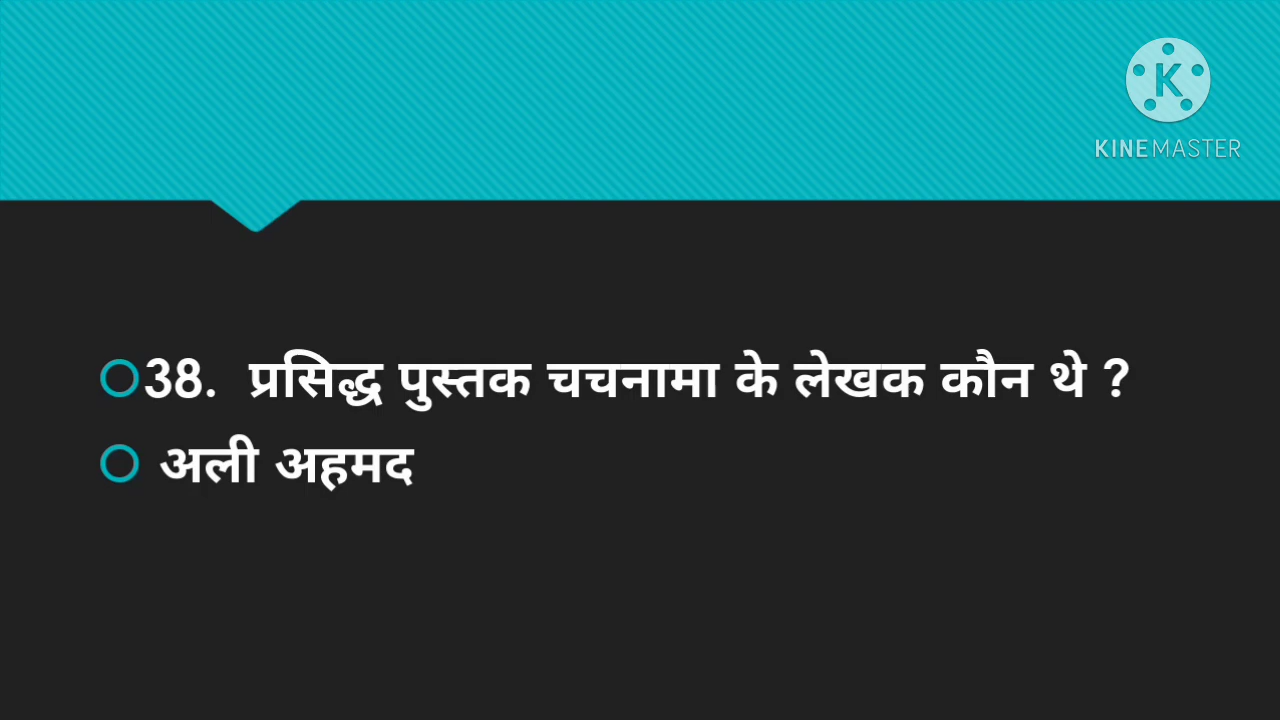 KINEMASTER
38. प्रसिद्ध पुस्तक चचनामा के लेखक कौन थे ?
अली अहमद